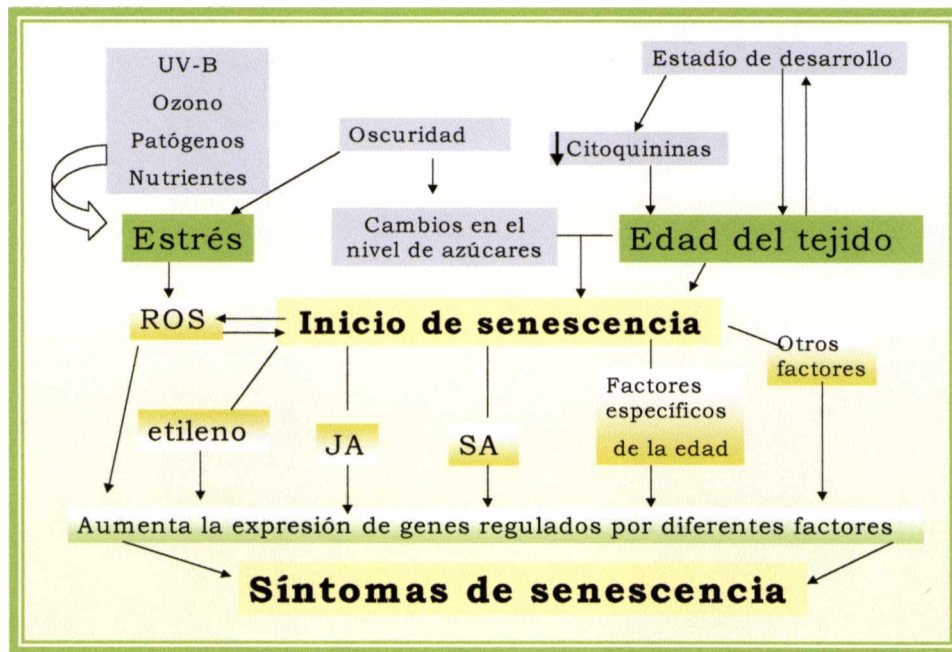 UV-B
Ozono
Patógenos
Nutrientes
Estadío de desarrollo
Oscuridad
Citoquininas
Estrés
Cambios en el
nivel de azúcares
Edad del tejido
ROS
Inicio de senescencia
Otros
factores
etileno
JA
SA
Factores
específicos
de la edad
Aumenta la expresión de genes regulados por diferentes factores
Síntomas de senescencia